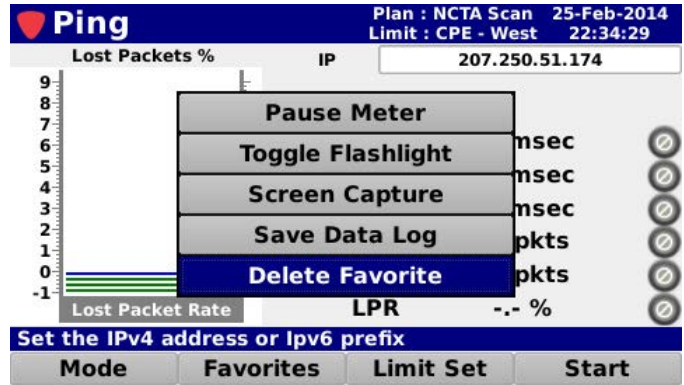 Ping
Plan : NCTA Scan 25-Feb-2014
Limit : CPE - West 22:34:29
Lost Packets %
IP 207.250.51.174
9
8
7
6
5
4
3
2
1
0
-1
Pause Meter
Toggle Flashlight
Screen Capture
Save Data Log
Delete Favorite
msec
msec
msec
pkts
pkts
Lost Packet Rate
LPR -.- %
Set the IPv4 address or Ipv6 prefix
Mode Favorites Limit Set Start